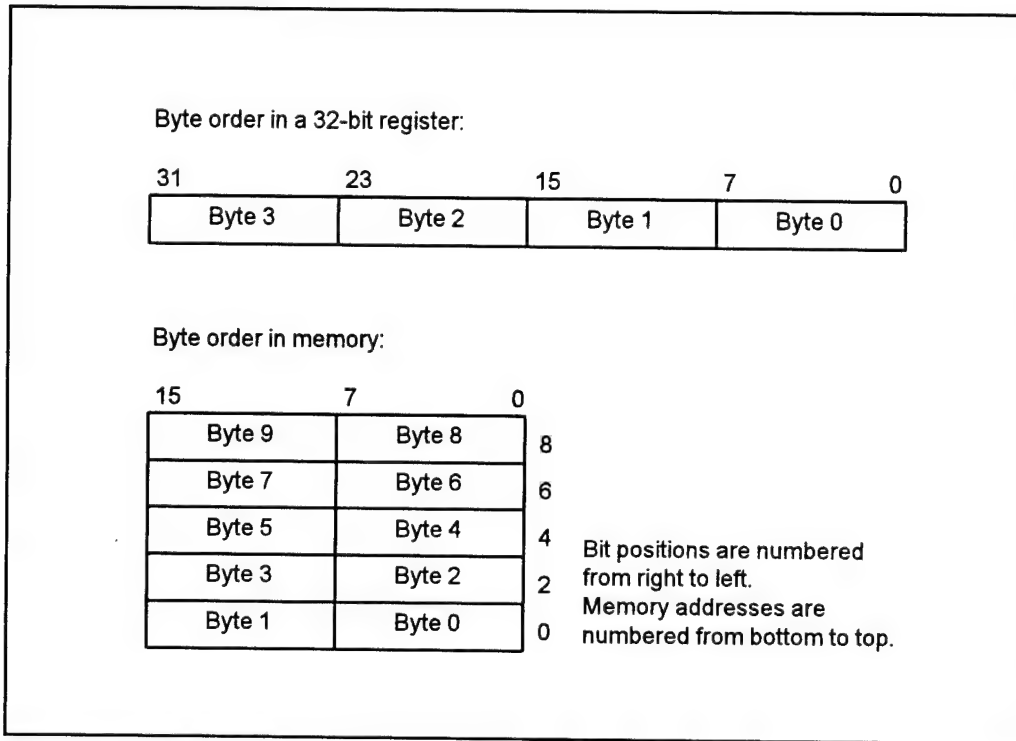 Byte order in a 32-bit register:
31 23 15 7 0
Byte 3 Byte 2 Byte 1 Byte 0
Byte order in memory:
15 7 0
Byte 9 Byte 8 8
Byte 7 Byte 6 6
Byte 5 Byte 4 4
Byte 3 Byte 2 2
Byte 1 Byte 0 0
Bit positions are numbered
from right to left.
Memory addresses are
numbered from bottom to top.